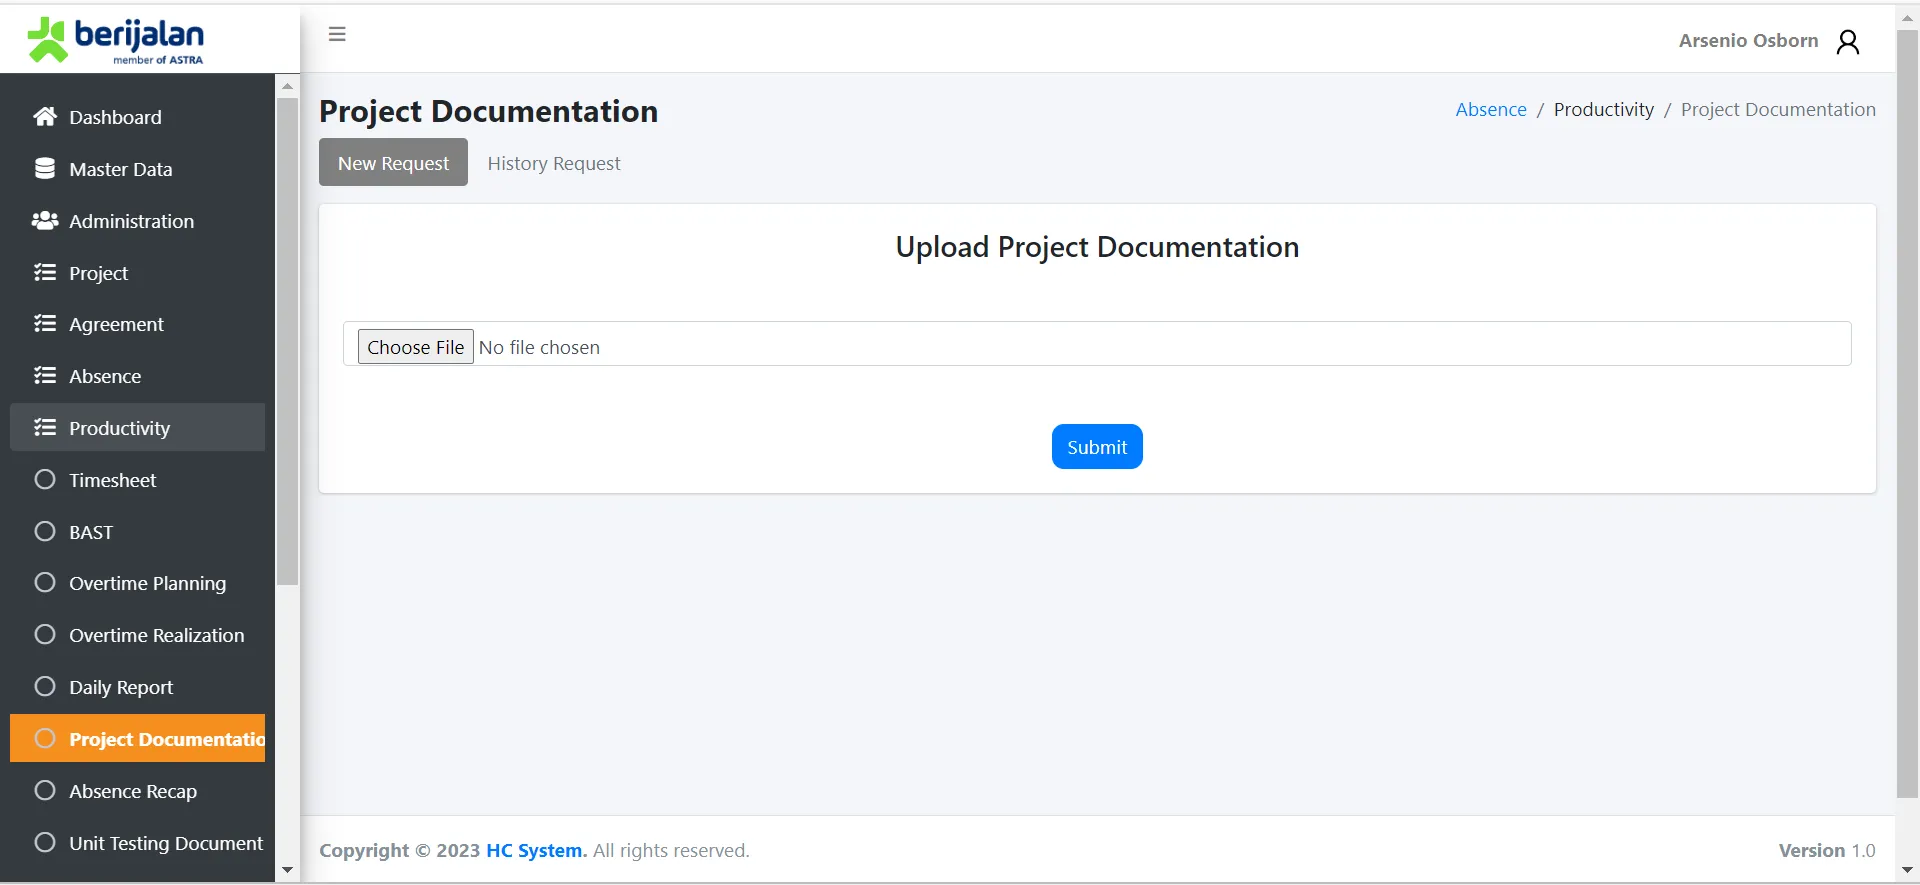 berijalan
member of ASTRA
Arsenio Osborn
Dashboard
Master Data
Administration
Project
Agreement
Absence
Productivity
Timesheet
BAST
Overtime Planning
Overtime Realization
Daily Report
Project Documentatio
Absence Recap
Unit Testing Document
Project Documentation
Absence / Productivity / Project Documentation
New Request History Request
Upload Project Documentation
Choose File No file chosen
Submit
Copyright © 2023 HC System. All rights reserved.
Version 1.0